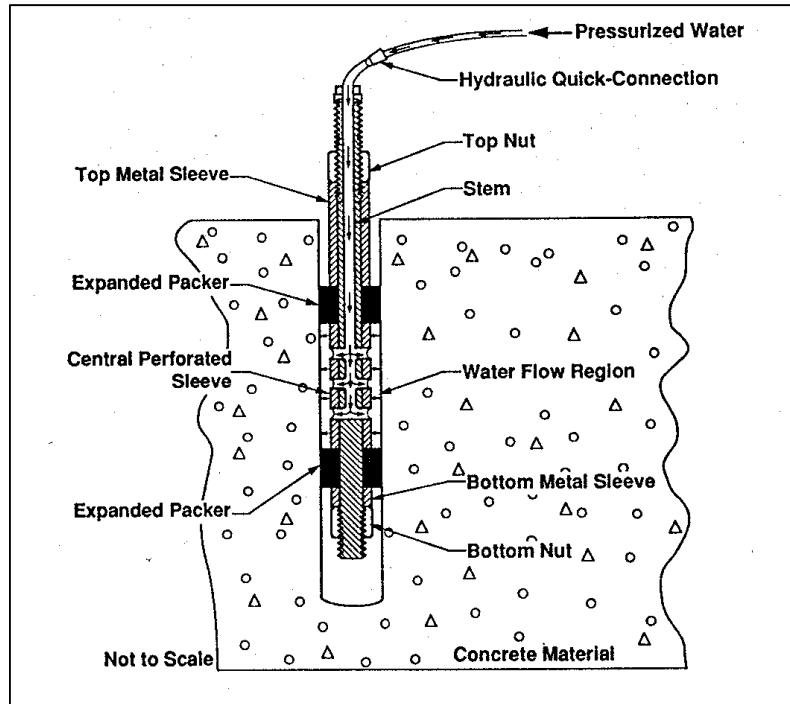 Pressurized Water
Hydraulic Quick-Connection
Top Nut
Top Metal Sleeve
Stem
Expanded Packer
Central Perforated
Sleeve
Water Flow Region
Bottom Metal Sleeve
Expanded Packer
Bottom Nut
Not to Scale
Concrete Material